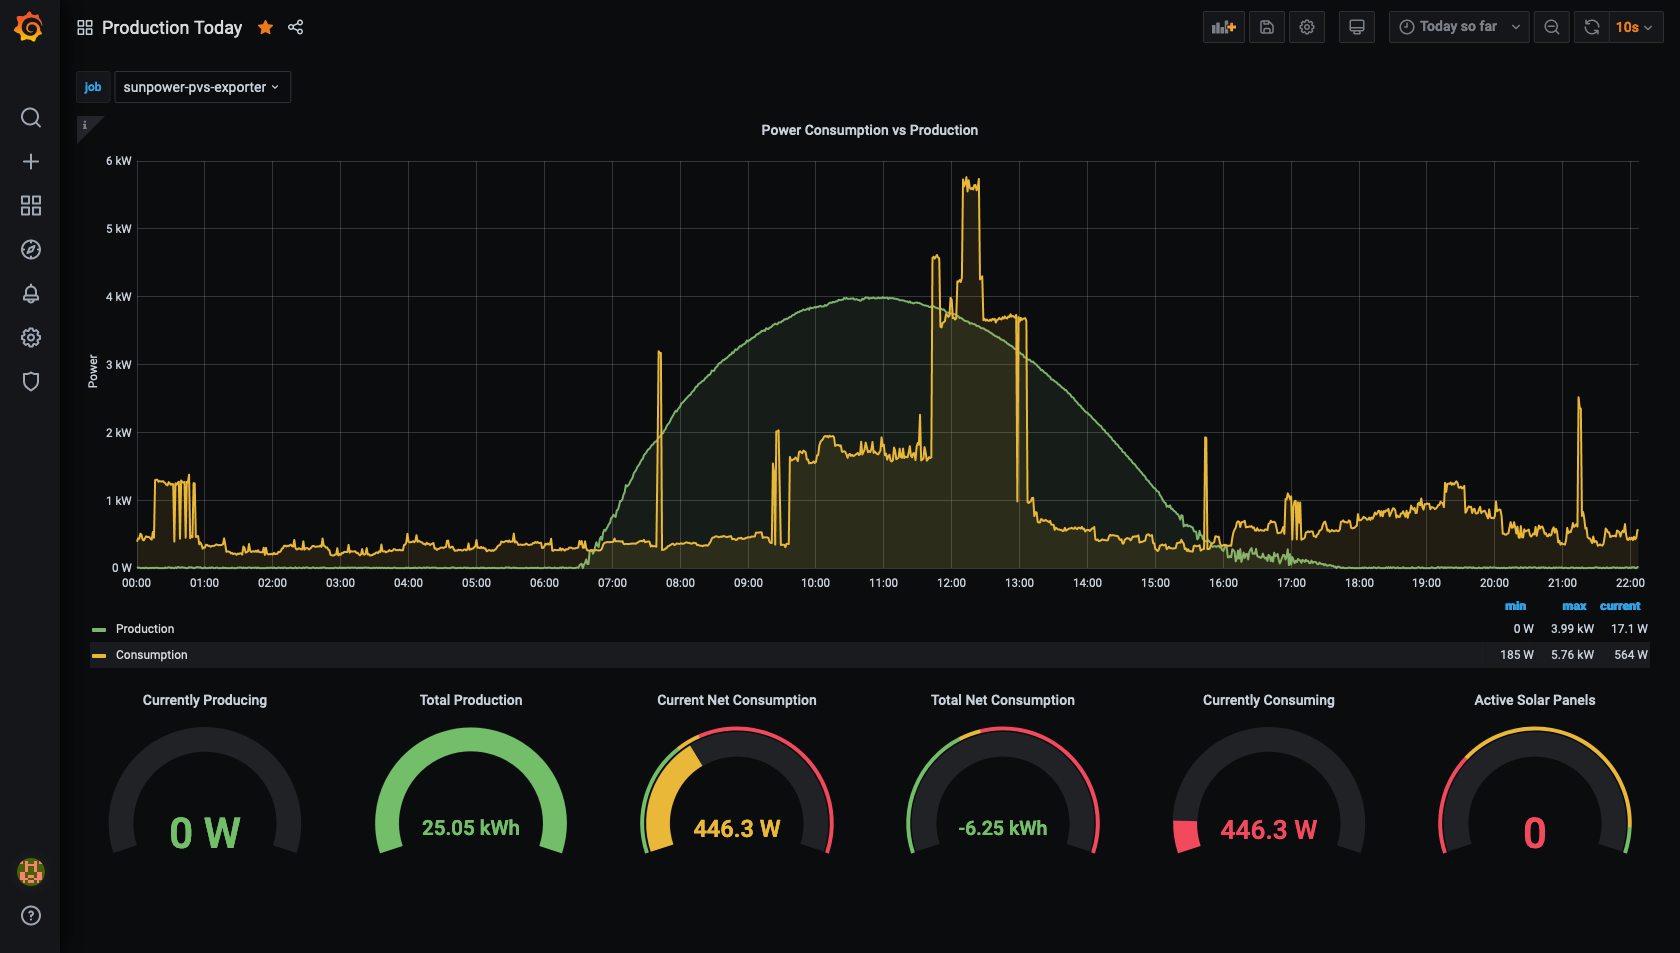 Production Today
Today so far
10s
job
sunpower-pvs-exporter
i
Power Consumption vs Production
6 kW
5 kW
4 kW
3 kW
2 kW
1 kW
0 W
Power
00:00 01:00 02:00 03:00 04:00 05:00 06:00 07:00 08:00 09:00 10:00 11:00 12:00 13:00 14:00 15:00 16:00 17:00 18:00 19:00 20:00 21:00 22:00
min max current
Production 0 W 3.99 kW 17.1 W
Consumption 185 W 5.76 kW 564 W
Currently Producing
Total Production
Current Net Consumption
Total Net Consumption
Currently Consuming
Active Solar Panels
0 W
25.05 kWh
446.3 W
-6.25 kWh
446.3 W
0